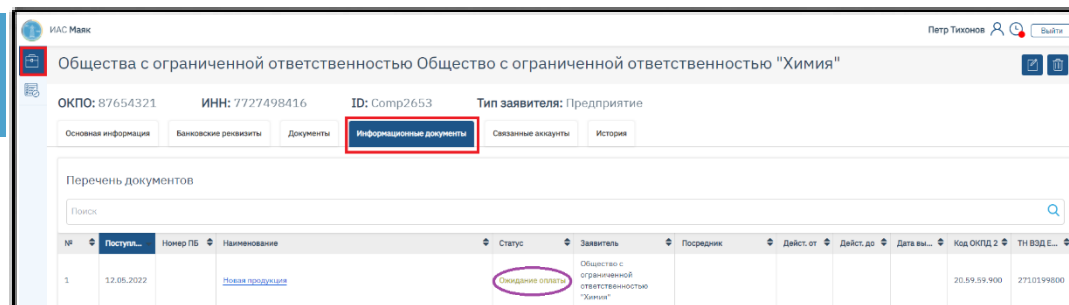 ИАС Маяк
Петр Тихонов
Выйти
Общества с ограниченной ответственностью Общество с ограниченной ответственностью "Химия"
ОКПО: 87654321 ИНН: 7727498416 ID: Comp2653 Тип заявителя: Предприятие
Основная информация Банковские реквизиты Документы Информационные документы Связанные аккаунты История
Перечень документов
Поиск
№ Поступл... Номер ПБ Наименование Статус Заявитель Посредник Дейст. от Дейст. до Дата вы... Код ОКПД 2 ТН ВЭД Е...
1 12.05.2022 Новая продукция Ожидание оплаты Общество с
ограниченной
ответственностью
"Химия"
20.59.59.900 2710199800